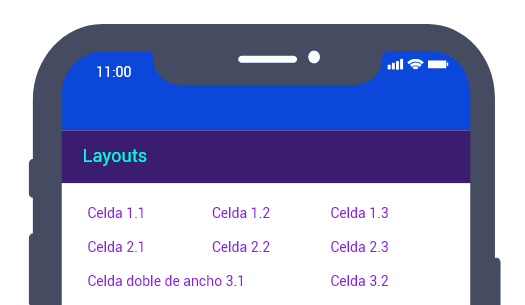 11:00
Layouts
Celda 1.1 Celda 1.2 Celda 1.3
Celda 2.1 Celda 2.2 Celda 2.3
Celda doble de ancho 3.1 Celda 3.2